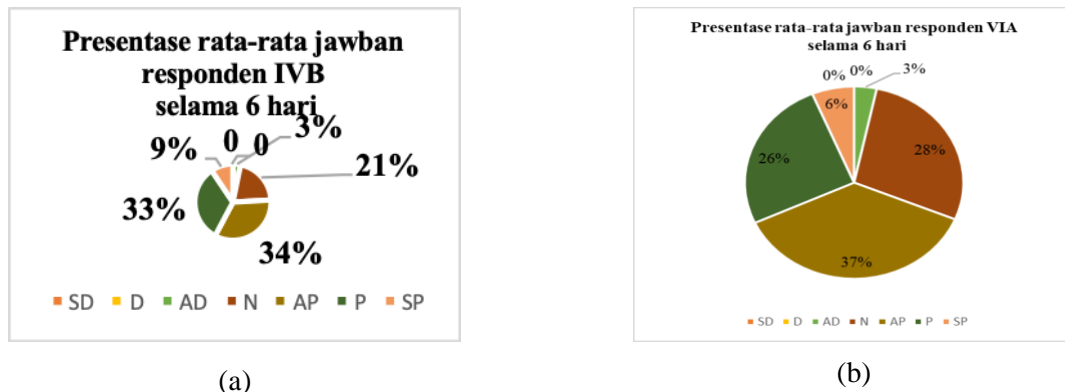 Presentase rata-rata jawban
responden IVB
selama 6 hari
0 0 3%
9%
21%
33%
34%
SD D AD N AP P SP
(a)
Presentase rata-rata jawban responden VIA
selama 6 hari
0% 0% 3%
6%
26% 28%
37%
SD D AD N AP P SP
(b)